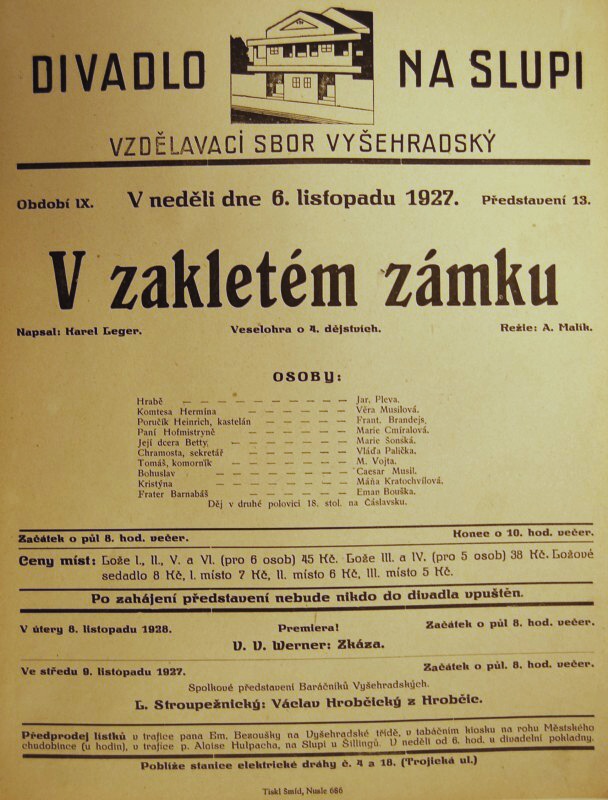 DIVADLO NA SLUPI
VZDĚLAVACÍ SBOR VYŠEHRADSKÝ
Období IX. V neděli dne 6. listopadu 1927. Představení 13.
V zakletém zámku
Napsal: Karel Leger. Veselohra o 4. dějstvích. Režie: A. Malík.
OSOBY:
Hrabě — — — — — — — — — — Jar. Pleva.
Komtesa Hermína — — — — — — Věra Musilová.
Poručík Heinrich, kastelán — — — — — — Frant. Brandejs.
Paní Hofmistryně — — — — — — Marie Cmíralová.
Její dcera Betty — — — — — — — Marie Šonská.
Chramosta, sekretář — — — — — — Vláďa Palička.
Tomáš, komorník — — — — — — — — M. Vojta.
Bohuslav — — — — — — — — Caesar Musil.
Kristýna — — — — — — — — Máňa Kratochvílová.
Frater Barnabáš — — — — — — Eman Bouška.
Děj v druhé polovici 18. stol. na Čáslavsku.
Začátek o půl 8. hod. večer. Konec o 10. hod. večer.
Ceny míst: Lože I., II., V. a VI. (pro 6 osob) 45 Kč. Lože III. a IV. (pro 5 osob) 38 Kč. Ložové
sedadlo 8 Kč, I. místo 7 Kč, II. místo 6 Kč, III. místo 5 Kč.
Po zahájení představení nebude nikdo do divadla vpuštěn.
V úterý 8. listopadu 1928. Premiera! Začátek o půl 8. hod. večer.
V. V. Werner: Zkáza.
Ve středu 9. listopadu 1927. Začátek o půl. 8. hod. večer.
Spolkové představení Baráčníků Vyšehradských.
L. Stroupežnický: Václav Hrobčický z Hrobčic.
Předprodej lístků v trafice pana Em. Bezoušky na Vyšehradské třídě, v tabáčním kiosku na rohu Městského
chudobince (u hodin), v trafice p. Aloise Hulpacha, na Slupi u Šillingů. V neděli od 6. hod. u divadelní pokladny.
Poblíže stanice elektrické dráhy č. 4 a 18. (Trojická ul.)
Tiskl Šmíd, Nusle 686